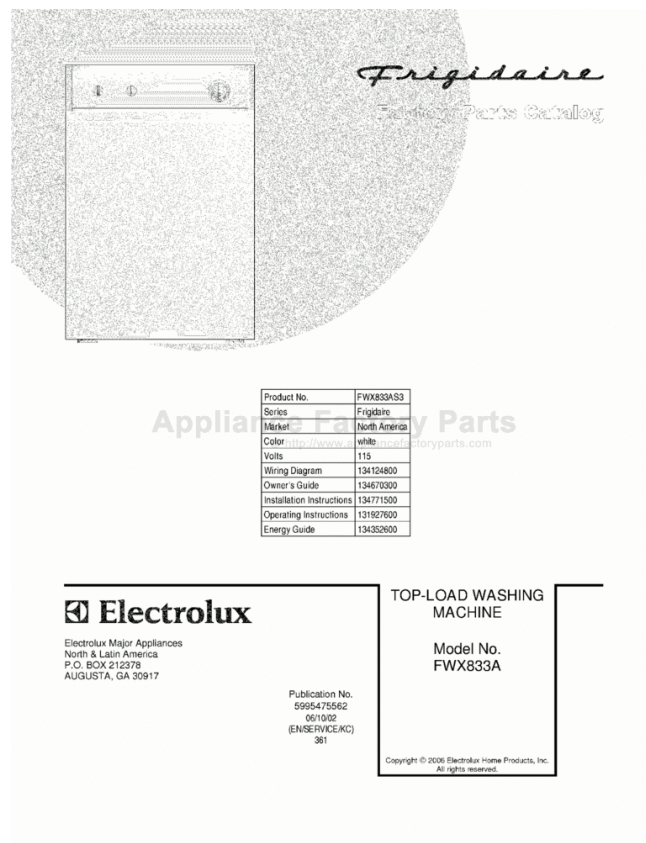 Frigidaire
Factory Parts Catalog
Product No. FWX833AS3
Series Frigidaire
Market North America
Color white
Volts 115
Wiring Diagram 134124800
Owner's Guide 134670300
Installation Instructions 134771500
Operating Instructions 131927600
Energy Guide 134352600
Appliance Factory Parts
http://www.appliancefactoryparts.com
Electrolux
Electrolux Major Appliances
North & Latin America
P.O. BOX 212378
AUGUSTA, GA 30917
Publication No.
5995475562
06/10/02
(EN/SERVICE/KC)
361
TOP-LOAD WASHING
MACHINE
Model No.
FWX833A
Copyright © 2006 Electrolux Home Products, Inc.
All rights reserved.